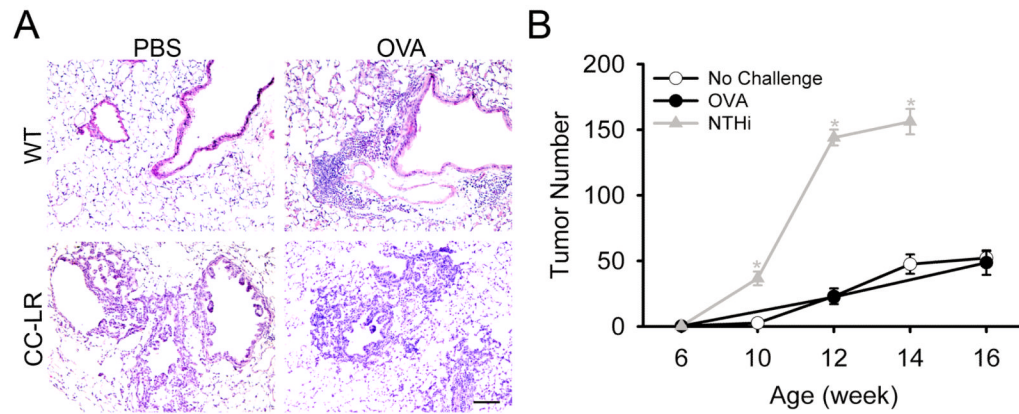 A
PBS
OVA
WT
CC-LR
B
Tumor Number
200
150
100
50
0
No Challenge
OVA
NTHi
*
*
*
6
10
12
14
16
Age (week)